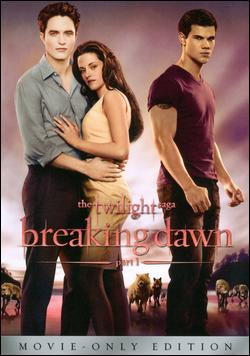 the twilight saga
breaking dawn
part 1
MOVIE-ONLY EDITION